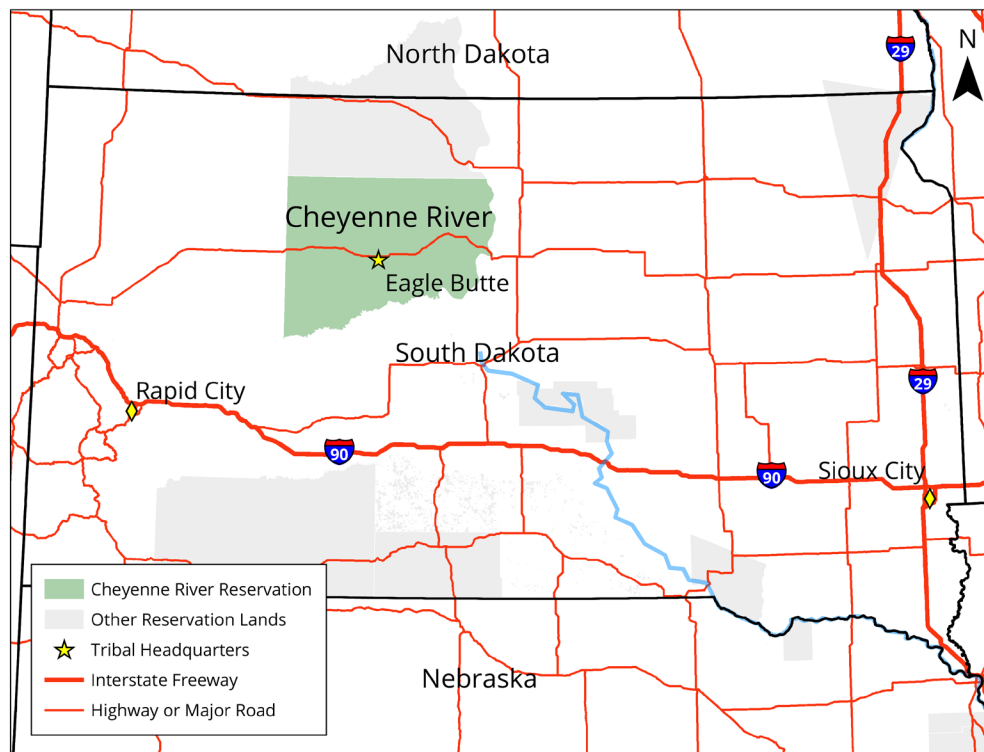 North Dakota
29
N
Cheyenne River
Eagle Butte
South Dakota
29
Rapid City
90
Sioux City
90
Cheyenne River Reservation
Other Reservation Lands
Tribal Headquarters
Interstate Freeway
Highway or Major Road
Nebraska